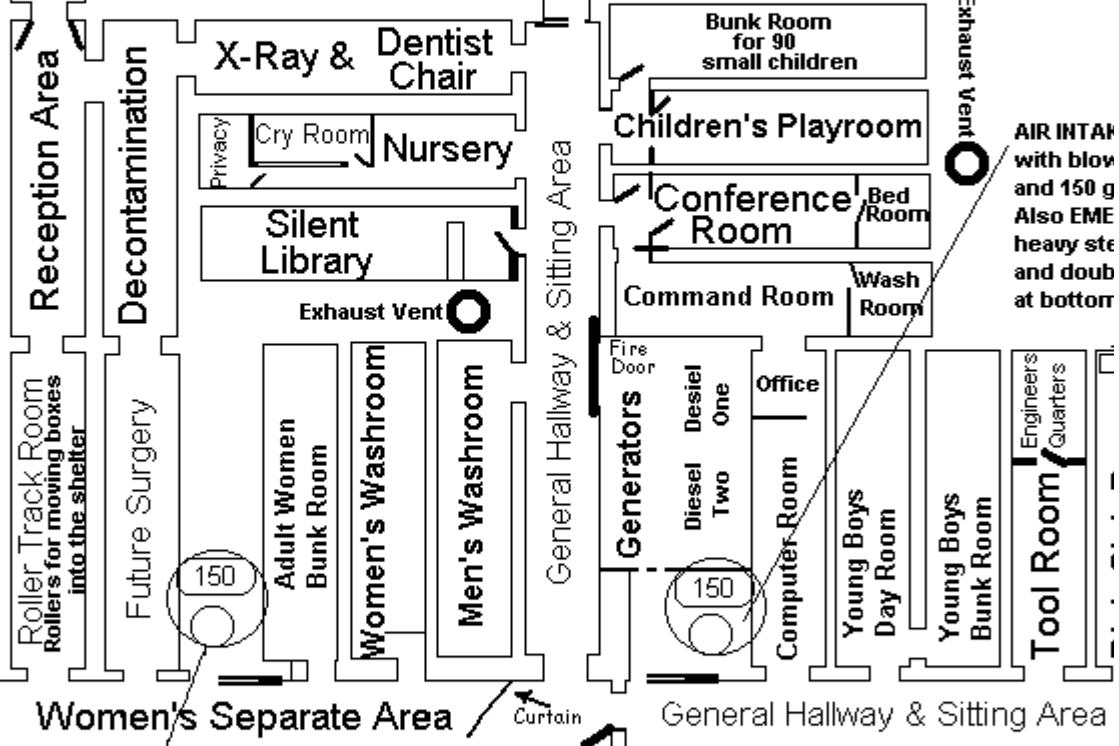 Bunk Room
for 90
small children
Exhaust Vent
X-Ray & Dentist
Chair
Reception Area
Decontamination
Privacy
Cry Room
Nursery
Children's Playroom
AIR INTAK
with blow
and 150 g
Also EME
heavy ste
and doub
at bottom
Silent
Library
General Hallway & Sitting Area
Conference
Room
Bed
Room
Exhaust Vent
Command Room
Wash
Room
Fire
Door
Roller Track Room
Rollers for moving boxes
into the shelter
Future Surgery
150
Adult Women
Bunk Room
Women's Washroom
Men's Washroom
Generators
Desiel
One
Diesel
Two
150
Office
Computer Room
Young Boys
Day Room
Young Boys
Bunk Room
Engineers
Quarters
Tool Room
Women's Separate Area
Curtain
General Hallway & Sitting Area